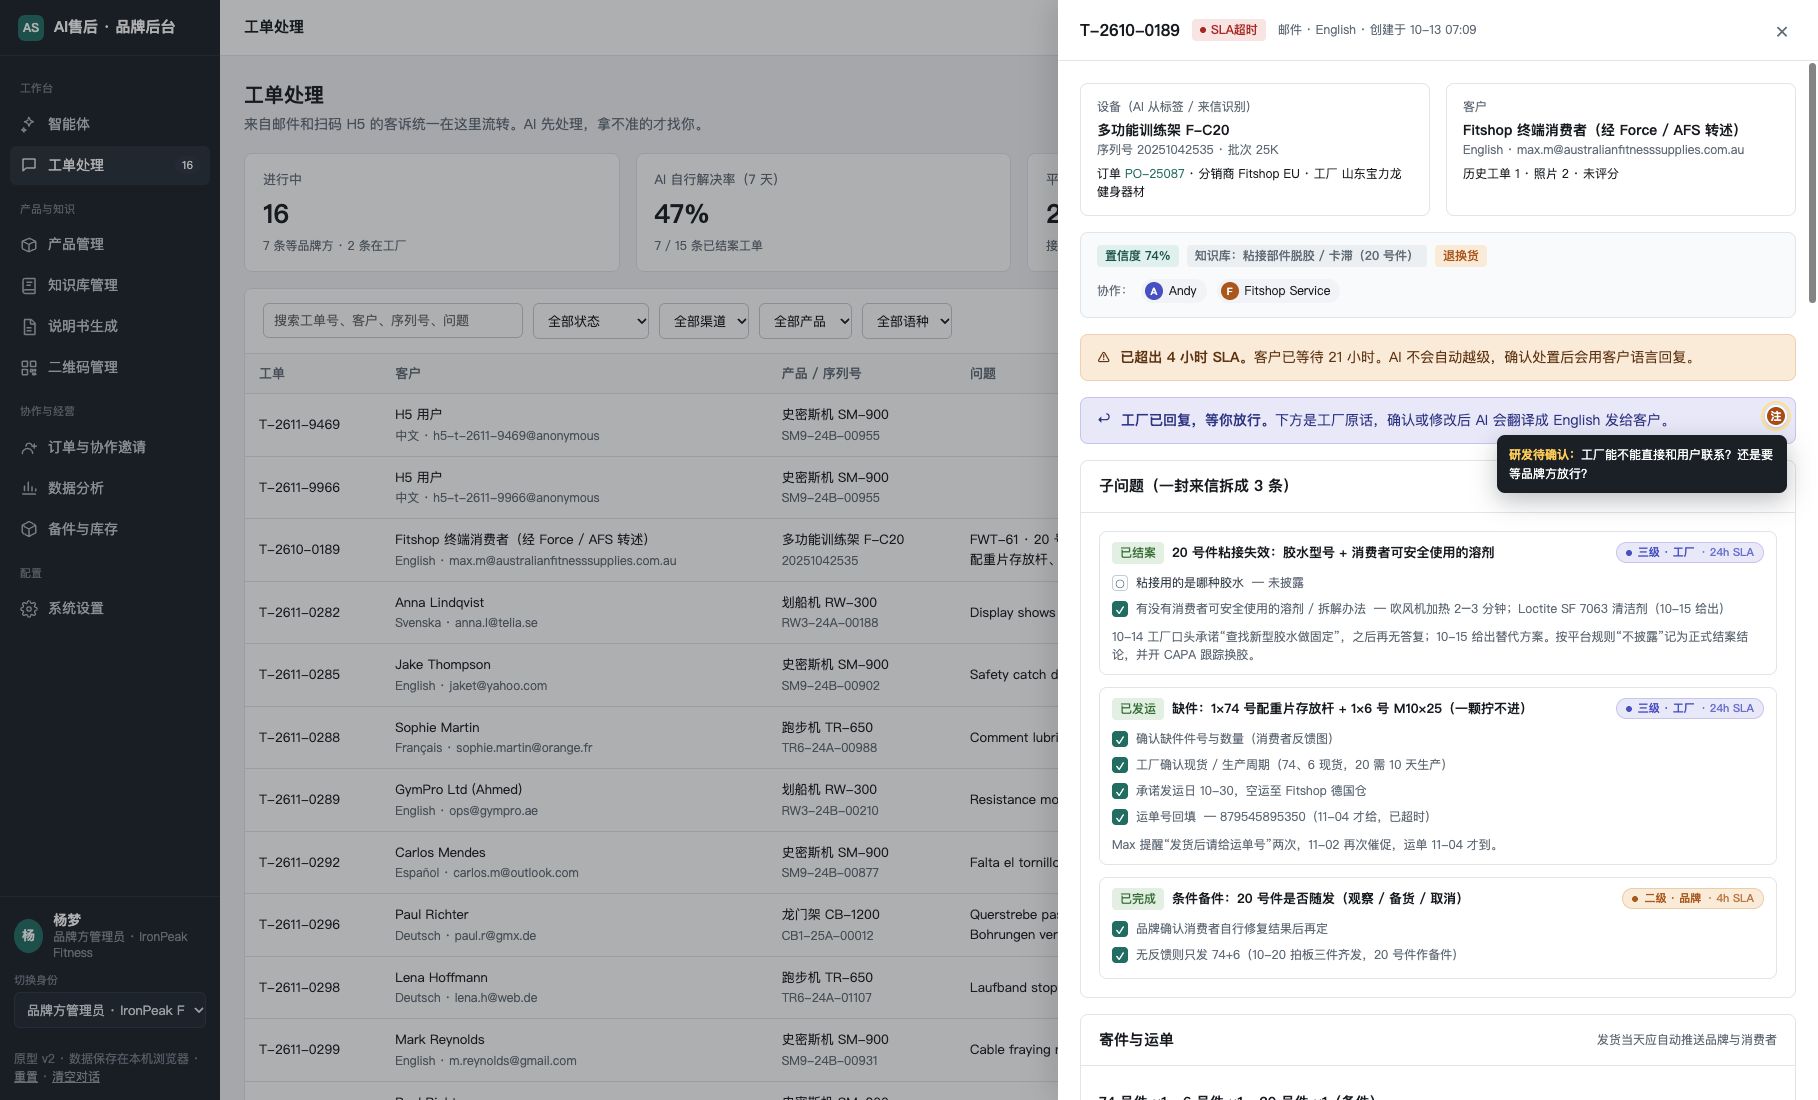 AS AI售后 · 品牌后台
工作台
智能体
工单处理 16
产品与知识
产品管理
知识库管理
说明书生成
二维码管理
协作与经营
订单与协作邀请
数据分析
备件与库存
配置
系统设置
杨
杨梦
品牌方管理员 · IronPeak
Fitness
切换身份
品牌方管理员 · IronPeak F
原型 v2 · 数据保存在本机浏览器 ·
重置 · 清空对话
工单处理
工单处理
来自邮件和扫码 H5 的客诉统一在这里流转。AI 先处理，拿不准的才找你。
进行中
16
7 条等品牌方 · 2 条在工厂
AI 自行解决率（7 天）
47%
7 / 15 条已结案工单
平
2
接
搜索工单号、客户、序列号、问题
全部状态
全部渠道
全部产品
全部语种
工单 客户 产品 / 序列号 问题
T-2611-9469 H5 用户 史密斯机 SM-900
中文 · h5-t-2611-9469@anonymous SM9-24B-00955
T-2611-9966 H5 用户 史密斯机 SM-900
中文 · h5-t-2611-9966@anonymous SM9-24B-00955
T-2610-0189 Fitshop 终端消费者（经 Force / AFS 转述） 多功能训练架 F-C20 FWT-61 · 20
English · max.m@australianfitnesssupplies.com.au 20251042535 配重片存放杆、
T-2611-0282 Anna Lindqvist 划船机 RW-300 Display shows
Svenska · anna.l@telia.se RW3-24A-00188
T-2611-0285 Jake Thompson 史密斯机 SM-900 Safety catch d
English · jaket@yahoo.com SM9-24B-00902
T-2611-0288 Sophie Martin 跑步机 TR-650 Comment lubri
Français · sophie.martin@orange.fr TR6-24A-00988
T-2611-0289 GymPro Ltd (Ahmed) 划船机 RW-300 Resistance mo
English · ops@gympro.ae RW3-24B-00210
T-2611-0292 Carlos Mendes 史密斯机 SM-900 Falta el tornillo
Español · carlos.m@outlook.com SM9-24B-00877
T-2611-0296 Paul Richter 龙门架 CB-1200 Querstrebe pa
Deutsch · paul.r@gmx.de CB1-25A-00012 Bohrungen ver
T-2611-0298 Lena Hoffmann 跑步机 TR-650 Laufband stop
Deutsch · lena.h@web.de TR6-24A-01107
T-2611-0299 Mark Reynolds 史密斯机 SM-900 Cable fraying
English · m.reynolds@gmail.com SM9-24B-00931
T-2610-0189 SLA超时 邮件 · English · 创建于 10-13 07:09
设备（AI 从标签 / 来信识别）
多功能训练架 F-C20
序列号 20251042535 · 批次 25K
订单 PO-25087 · 分销商 Fitshop EU · 工厂 山东宝力龙
健身器材
客户
Fitshop 终端消费者（经 Force / AFS 转述）
English · max.m@australianfitnesssupplies.com.au
历史工单 1 · 照片 2 · 未评分
置信度 74% 知识库：粘接部件脱胶 / 卡滞（20 号件） 退换货
协作： A Andy F Fitshop Service
已超出 4 小时 SLA。客户已等待 21 小时。AI 不会自动越级，确认处置后会用客户语言回复。
工厂已回复，等你放行。下方是工厂原话，确认或修改后 AI 会翻译成 English 发给客户。
注
研发待确认：工厂能不能直接和用户联系？还是要
等品牌方放行？
子问题（一封来信拆成 3 条）
已结案 20 号件粘接失效：胶水型号 + 消费者可安全使用的溶剂 三级 · 工厂 · 24h SLA
粘接用的是哪种胶水 — 未披露
有没有消费者可安全使用的溶剂 / 拆解办法 — 吹风机加热 2–3 分钟；Loctite SF 7063 清洁剂（10-15 给出）
10-14 工厂口头承诺“查找新型胶水做固定”，之后再无答复；10-15 给出替代方案。按平台规则“不披露”记为正式结案结
论，并开 CAPA 跟踪换胶。
已发运 缺件：1×74 号配重片存放杆 + 1×6 号 M10×25（一颗拧不进） 三级 · 工厂 · 24h SLA
确认缺件件号与数量（消费者反馈图）
工厂确认现货 / 生产周期（74、6 现货，20 需 10 天生产）
承诺发运日 10-30，空运至 Fitshop 德国仓
运单号回填 — 879545895350（11-04 才给，已超时）
Max 提醒“发货后请给运单号”两次，11-02 再次催促，运单 11-04 才到。
已完成 条件备件：20 号件是否随发（观察 / 备货 / 取消） 二级 · 品牌 · 4h SLA
品牌确认消费者自行修复结果后再定
无反馈则只发 74+6（10-20 拍板三件齐发，20 号件作备件）
寄件与运单 发货当天应自动推送品牌与消费者